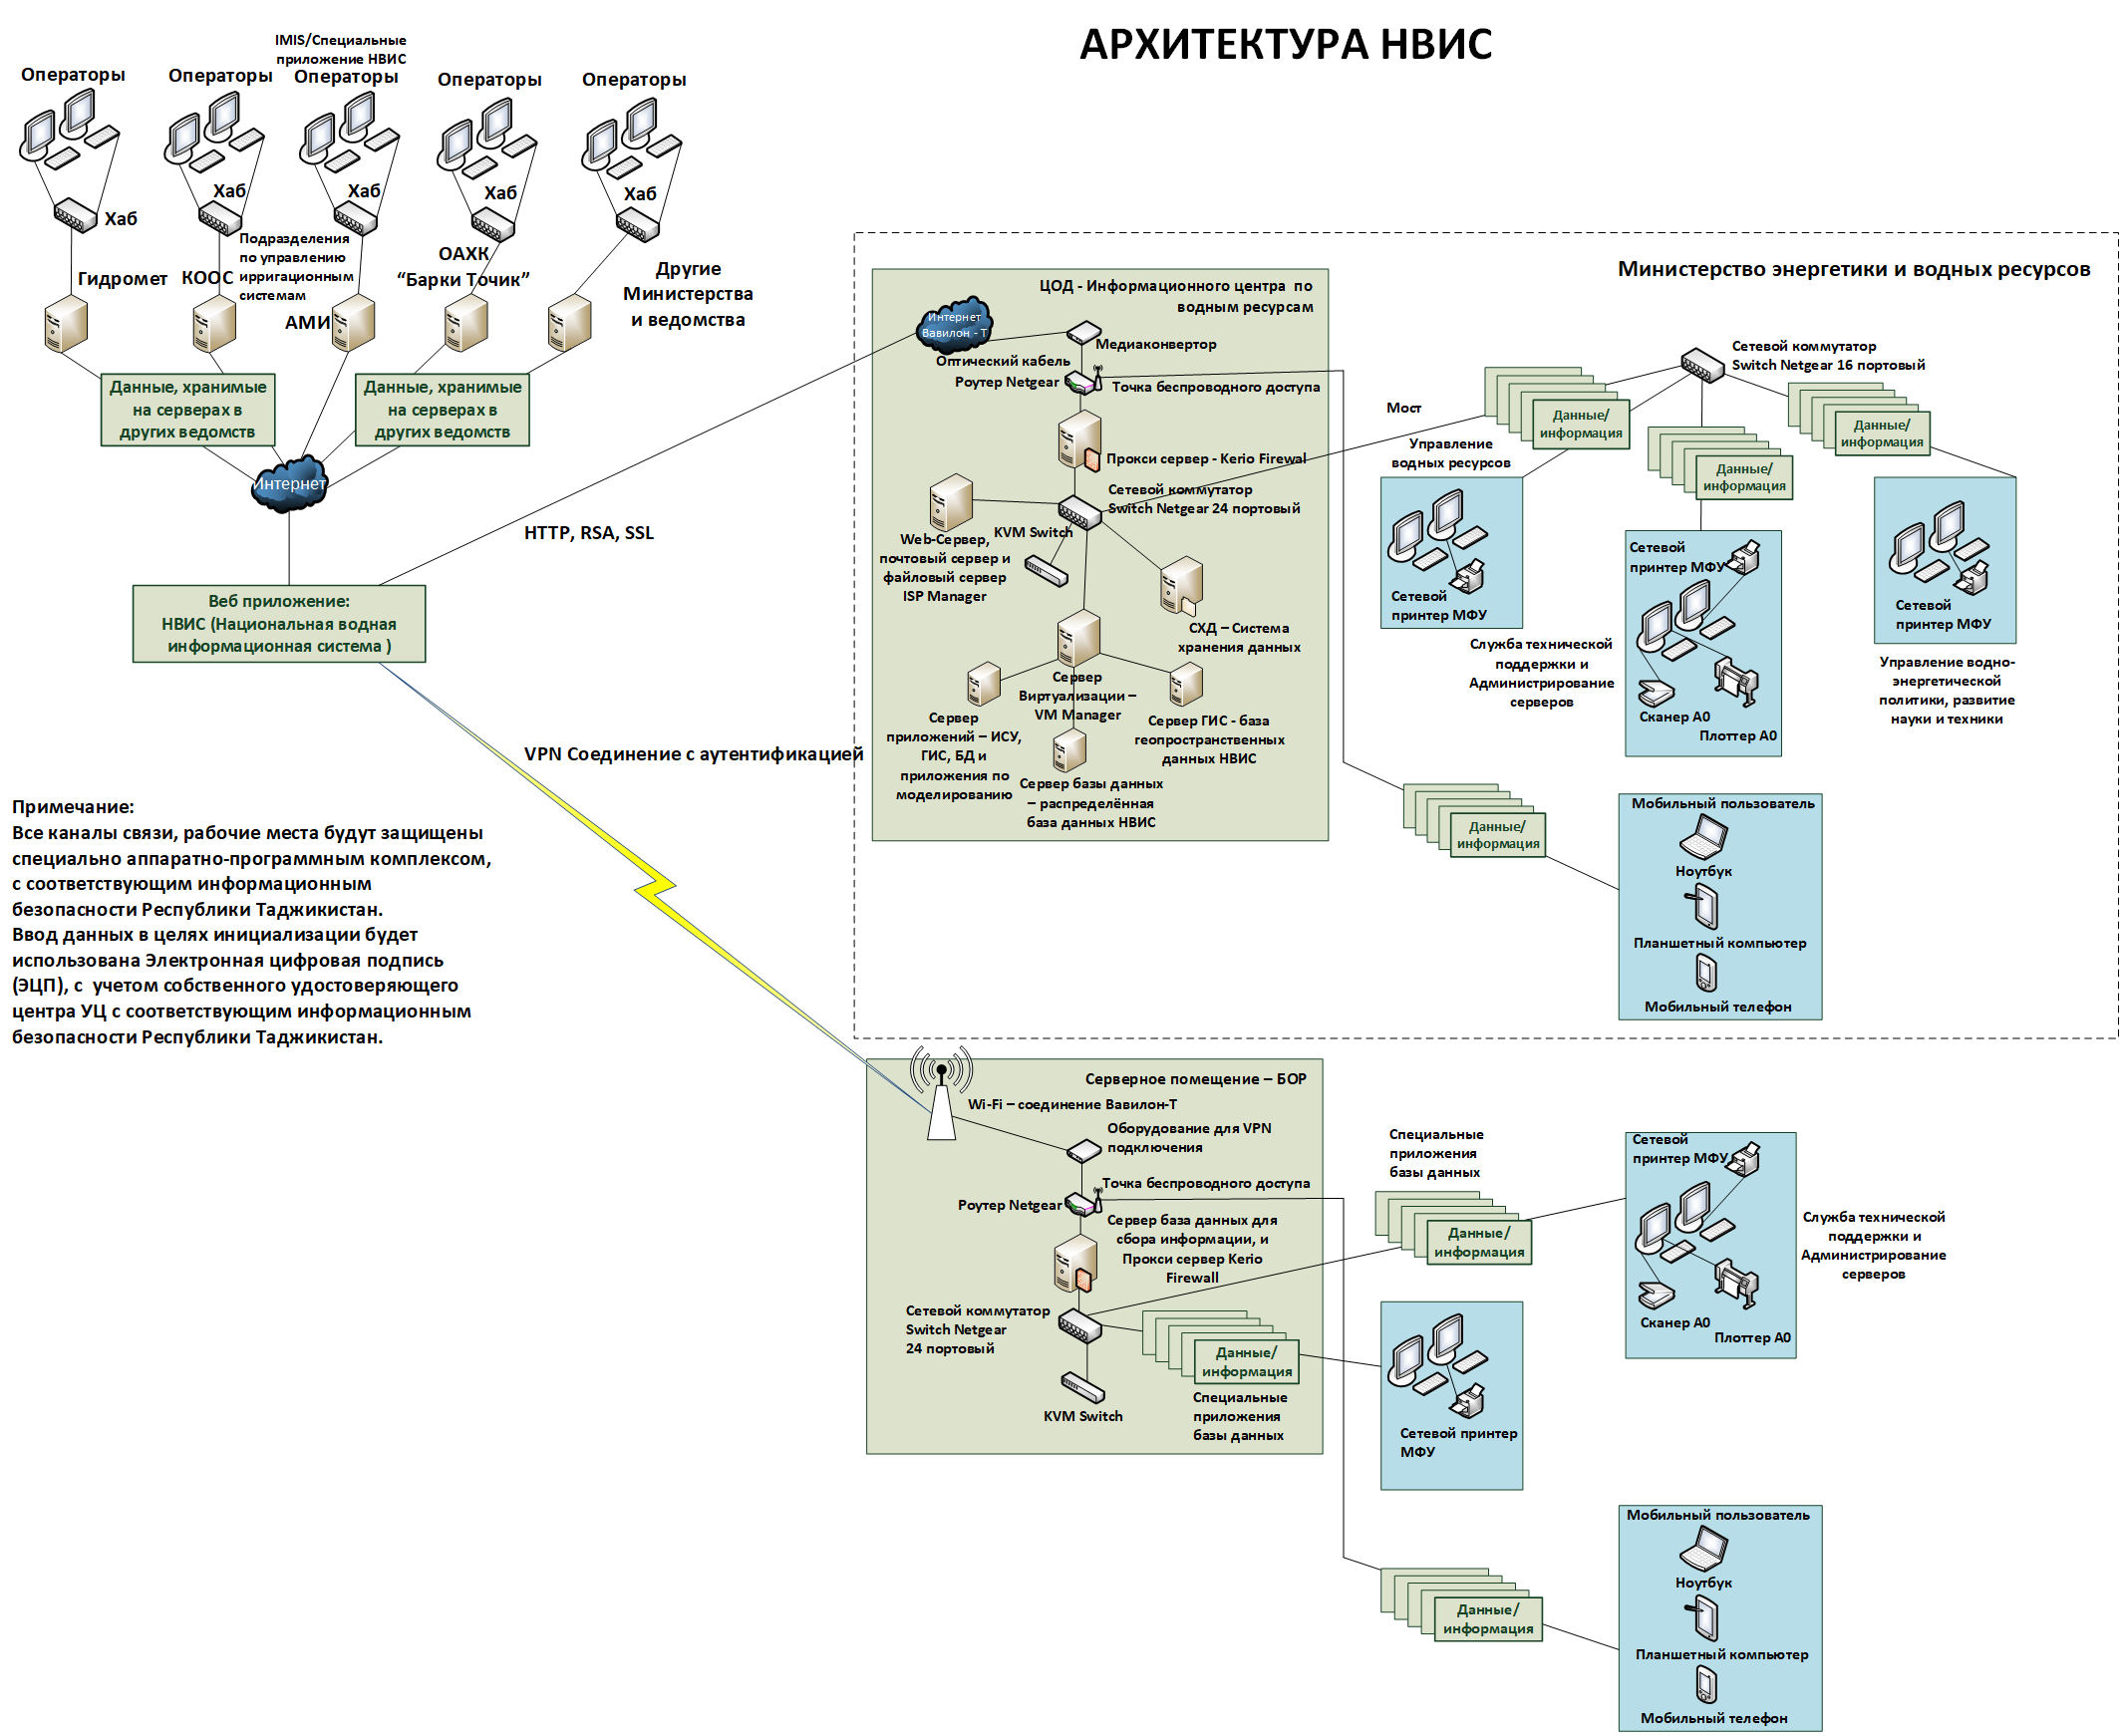 АРХИТЕКТУРА НВИС
IMIS/Специальные
приложение НВИС
Операторы
Операторы
Операторы
Операторы
Операторы
Хаб
Хаб
Хаб
Хаб
Хаб
Гидромет
КООС
Подразделения
по управлению
ирригационным
системам
АМИ
ОАХК
“Барки Точик”
Другие
Министерства
и ведомства
Данные, хранимые
на серверах в
других ведомств
Данные, хранимые
на серверах в
других ведомств
Интернет
HTTP, RSA, SSL
Веб приложение:
НВИС (Национальная водная
информационная система )
VPN Соединение с аутентификацией
Примечание:
Все каналы связи, рабочие места будут защищены
специально аппаратно-программным комплексом,
с соответствующим информационным
безопасности Республики Таджикистан.
Ввод данных в целях инициализации будет
использована Электронная цифровая подпись
(ЭЦП), с учетом собственного удостоверяющего
центра УЦ с соответствующим информационным
безопасности Республики Таджикистан.
Министерство энергетики и водных ресурсов
ЦОД - Информационного центра по
водным ресурсам
Интернет
Вавилон - Т
Медиаконвертор
Оптический кабель
Роутер Netgear
Точка беспроводного доступа
Прокси сервер - Kerio Firewal
Сетевой коммутатор
Switch Netgear 24 портовый
KVM Switch
Web-Сервер,
почтовый сервер и
файловый сервер
ISP Manager
СХД – Система
хранения данных
Сервер
Виртуализации –
VM Manager
Сервер
приложений – ИСУ,
ГИС, БД и
приложения по
моделированию
Сервер ГИС - база
геопространственных
данных НВИС
Сервер базы данных
– распределённая
база данных НВИС
Мост
Сетевой коммутатор
Switch Netgear 16 портовый
Данные/
информация
Данные/
информация
Данные/
информация
Управление
водных ресурсов
Сетевой
принтер МФУ
Служба технической
поддержки и
Администрирование
серверов
Сетевой
принтер МФУ
Сканер А0
Плоттер А0
Сетевой
принтер МФУ
Управление водно-
энергетической
политики, развитие
науки и техники
Данные/
информация
Мобильный пользователь
Ноутбук
Планшетный компьютер
Мобильный телефон
Серверное помещение – БОР
Wi-Fi – соединение Вавилон-Т
Оборудование для VPN
подключения
Точка беспроводного доступа
Роутер Netgear
Сервер база данных для
сбора информации, и
Прокси сервер Kerio
Firewall
Сетевой коммутатор
Switch Netgear
24 портовый
KVM Switch
Данные/
информация
Специальные
приложения
базы данных
Специальные
приложения
базы данных
Данные/
информация
Сетевой
принтер МФУ
Сканер А0
Плоттер А0
Служба технической
поддержки и
Администрирование
серверов
Сетевой принтер
МФУ
Данные/
информация
Мобильный пользователь
Ноутбук
Планшетный компьютер
Мобильный телефон